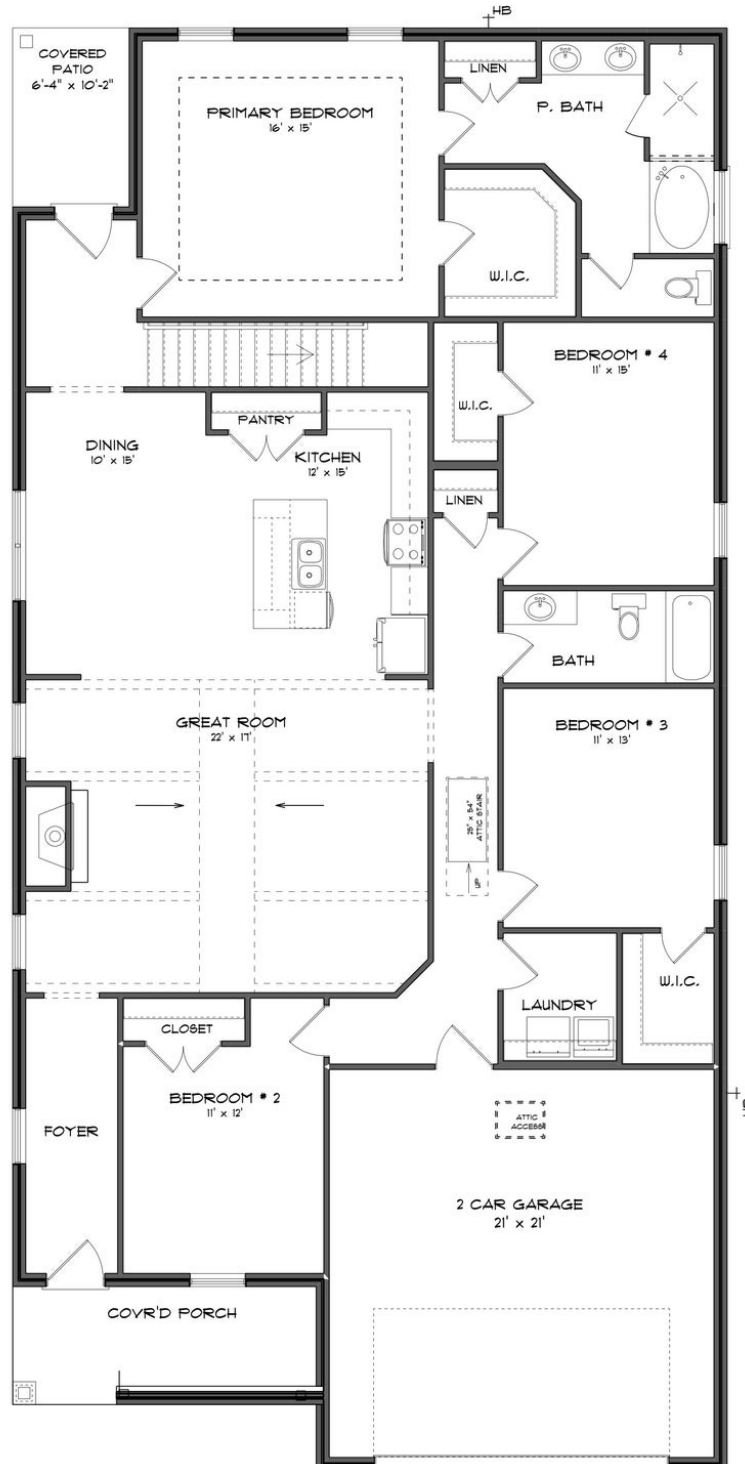 HB
COVERED
PATIO
6'-4" x 10'-2"
PRIMARY BEDROOM
16' x 15'
LINEN
P. BATH
W.I.C.
BEDROOM # 4
11' x 15'
W.I.C.
PANTRY
DINING
10' x 15'
KITCHEN
12' x 15'
LINEN
BATH
GREAT ROOM
22' x 17'
BEDROOM # 3
11' x 13'
25" x 54"
ATTIC STAIR
UP
W.I.C.
LAUNDRY
CLOSET
BEDROOM # 2
11' x 12'
FOYER
ATTIC
ACCESS
2 CAR GARAGE
21' x 21'
COVR'D PORCH